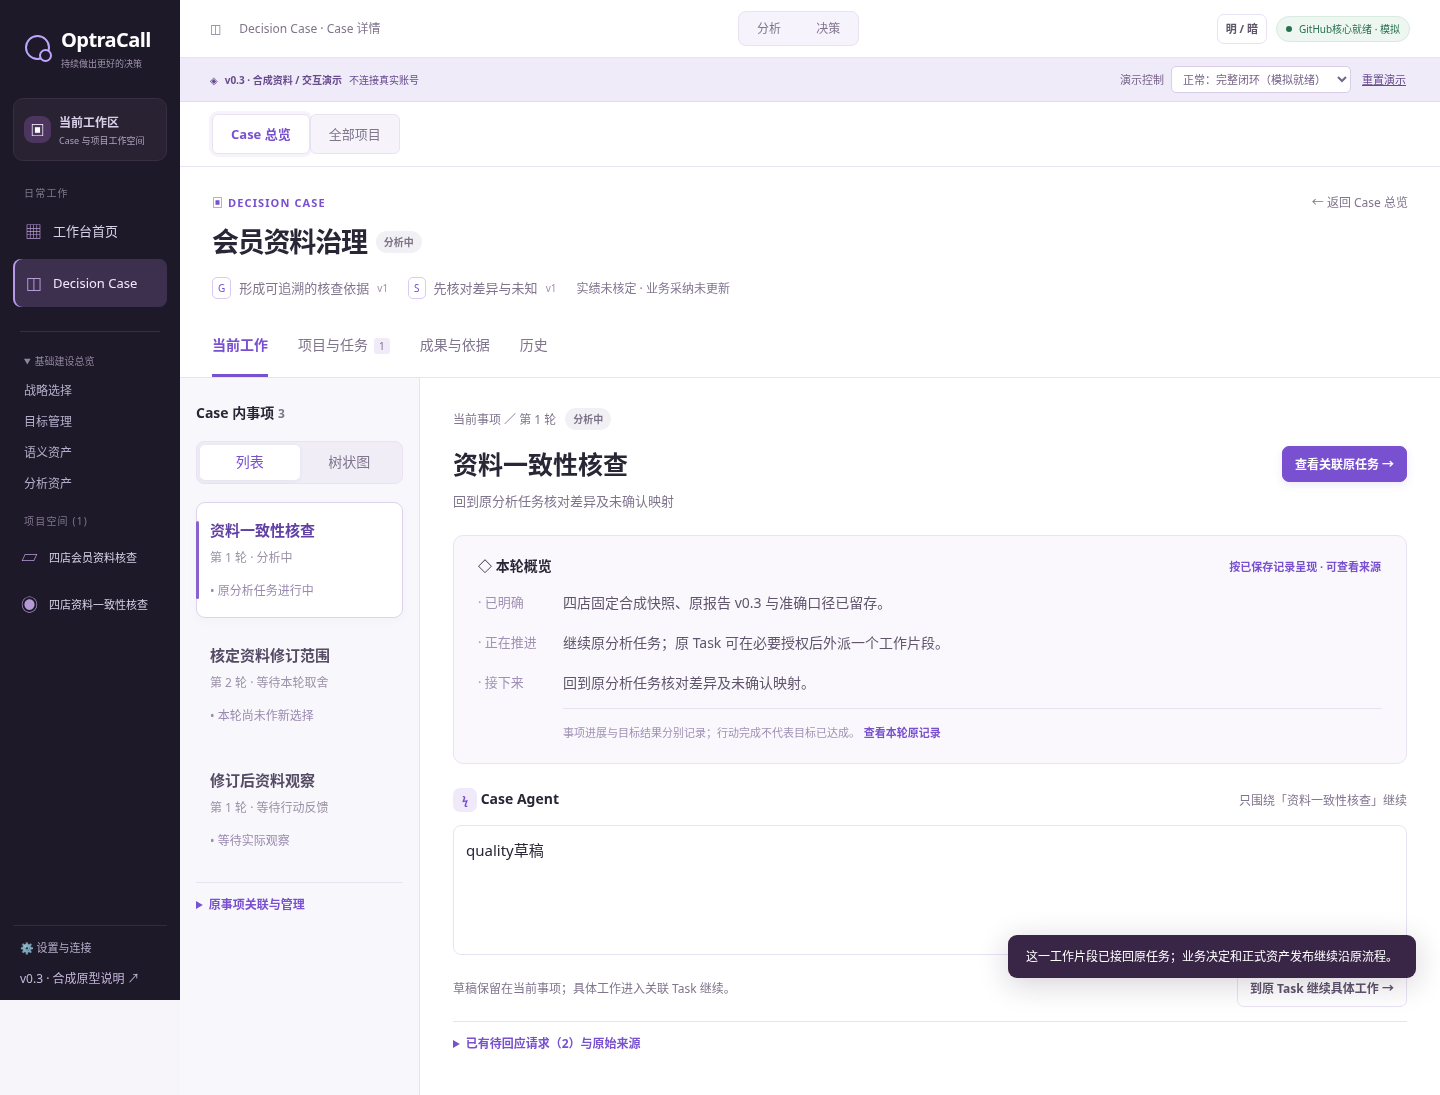 OptraCall
持续做出更好的决策
当前工作区
Case 与项目工作空间
日常工作
工作台首页
Decision Case
▼ 基础建设总览
战略选择
目标管理
语义资产
分析资产
项目空间 (1)
四店会员资料核查
四店资料一致性核查
设置与连接
v0.3 · 合成原型说明 ↗
Decision Case · Case 详情
分析
决策
明 / 暗
GitHub核心就绪 · 模拟
v0.3 · 合成资料 / 交互演示 不连接真实账号
演示控制
正常：完整闭环（模拟就绪）
重置演示
Case 总览
全部项目
DECISION CASE
← 返回 Case 总览
会员资料治理
分析中
G 形成可追溯的核查依据 v1
S 先核对差异与未知 v1
实绩未核定 · 业务采纳未更新
当前工作
项目与任务 1
成果与依据
历史
Case 内事项 3
列表
树状图
资料一致性核查
第 1 轮 · 分析中
• 原分析任务进行中
核定资料修订范围
第 2 轮 · 等待本轮取舍
• 本轮尚未作新选择
修订后资料观察
第 1 轮 · 等待行动反馈
• 等待实际观察
▶ 原事项关联与管理
当前事项 ／ 第 1 轮
分析中
资料一致性核查
查看关联原任务 →
回到原分析任务核对差异及未确认映射
◇ 本轮概览
按已保存记录呈现 · 可查看来源
· 已明确
四店固定合成快照、原报告 v0.3 与准确口径已留存。
· 正在推进
继续原分析任务；原 Task 可在必要授权后外派一个工作片段。
· 接下来
回到原分析任务核对差异及未确认映射。
事项进展与目标结果分别记录；行动完成不代表目标已达成。 查看本轮原记录
Case Agent
只围绕「资料一致性核查」继续
quality草稿
这一工作片段已接回原任务；业务决定和正式资产发布继续沿原流程。
草稿保留在当前事项；具体工作进入关联 Task 继续。
到原 Task 继续具体工作 →
▶ 已有待回应请求（2）与原始来源